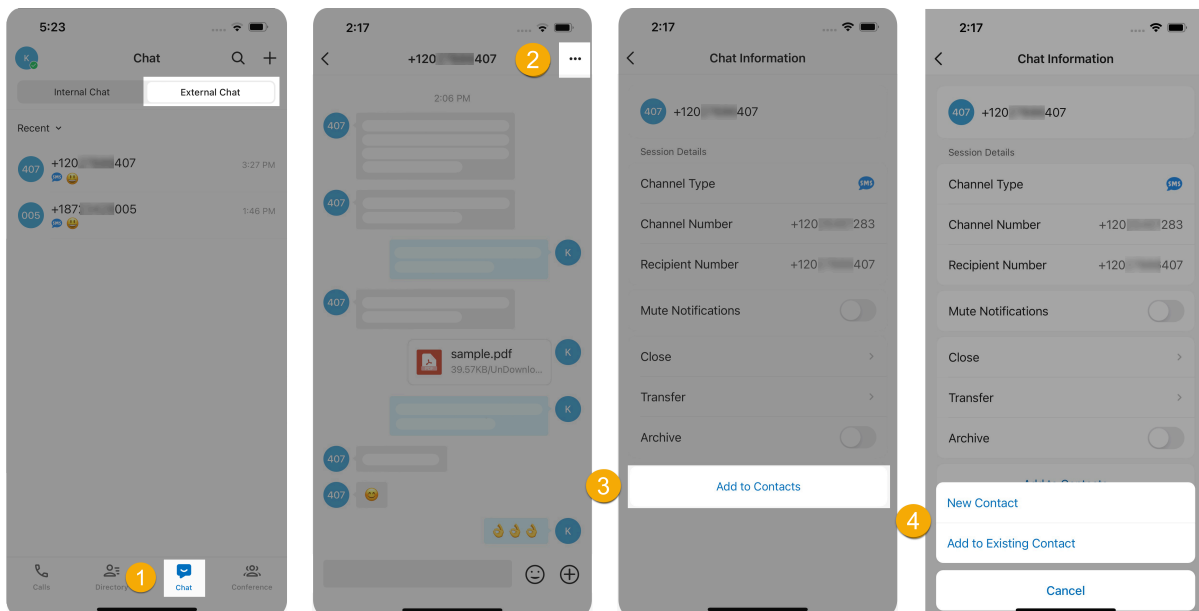 5:23
K
Chat
Internal Chat
External Chat
Recent
407
+120 407
3:27 PM
SMS
005
+187 005
1:46 PM
SMS
Calls
Directory
1
Chat
Conference
2:17
+120 407
2
2:06 PM
407
407
K
407
sample.pdf
39.57KB/UnDownlo...
K
K
407
407
K
2:17
Chat Information
407
+120 407
Session Details
Channel Type
SMS
Channel Number
+120 283
Recipient Number
+120 407
Mute Notifications
Close
Transfer
Archive
3
Add to Contacts
2:17
Chat Information
407
+120 407
Session Details
Channel Type
SMS
Channel Number
+120 283
Recipient Number
+120 407
Mute Notifications
Close
Transfer
Archive
New Contact
4
Add to Existing Contact
Cancel